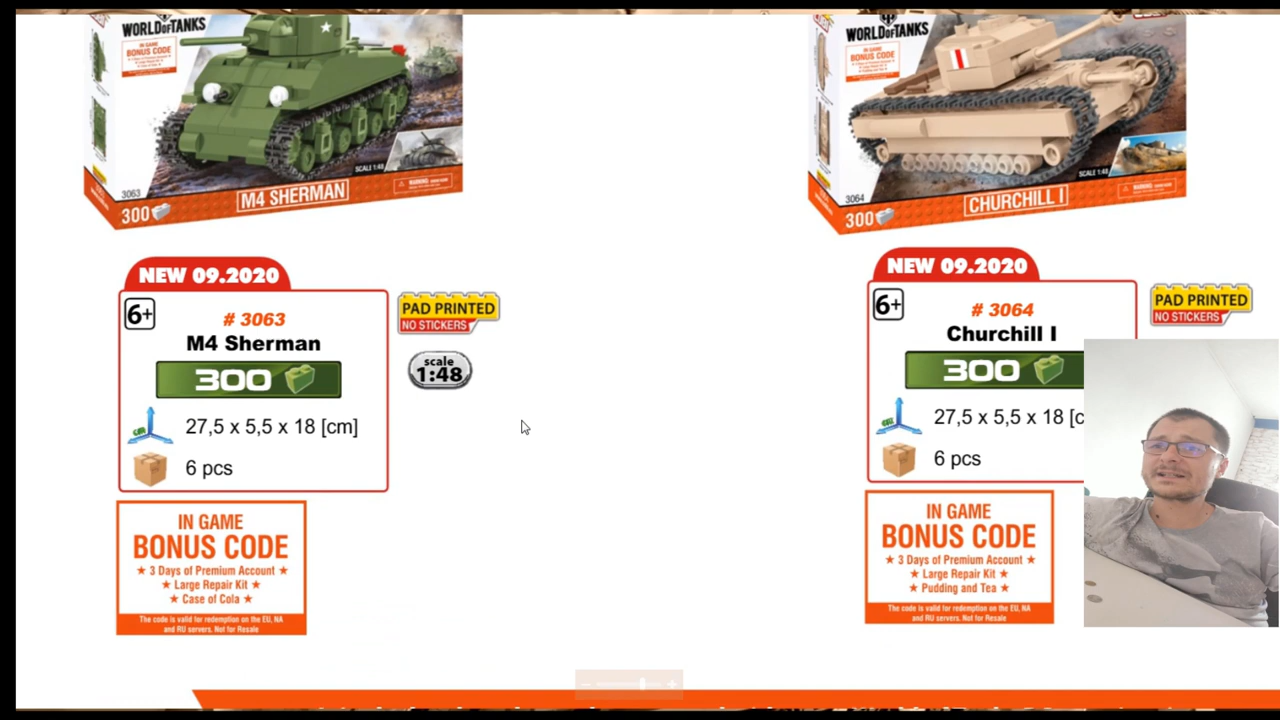 WORLD OF TANKS
IN GAME
BONUS CODE
3063
300
M4 SHERMAN
SCALE 1:48
WARNING
NEW 09.2020
6+
# 3063
M4 Sherman
300
27,5 x 5,5 x 18 [cm]
6 pcs
PAD PRINTED
NO STICKERS
scale
1:48
IN GAME
BONUS CODE
★ 3 Days of Premium Account ★
★ Large Repair Kit ★
★ Case of Cola ★
The code is valid for redemption on the EU, NA
and RU servers. Not for Resale
WORLD OF TANKS
IN GAME
BONUS CODE
3064
300
CHURCHILL I
SCALE 1:48
WARNING
NEW 09.2020
6+
# 3064
Churchill I
300
27,5 x 5,5 x 18 [c
6 pcs
PAD PRINTED
NO STICKERS
IN GAME
BONUS CODE
★ 3 Days of Premium Account ★
★ Large Repair Kit ★
★ Pudding and Tea ★
The code is valid for redemption on the EU, NA
and RU servers. Not for Resale